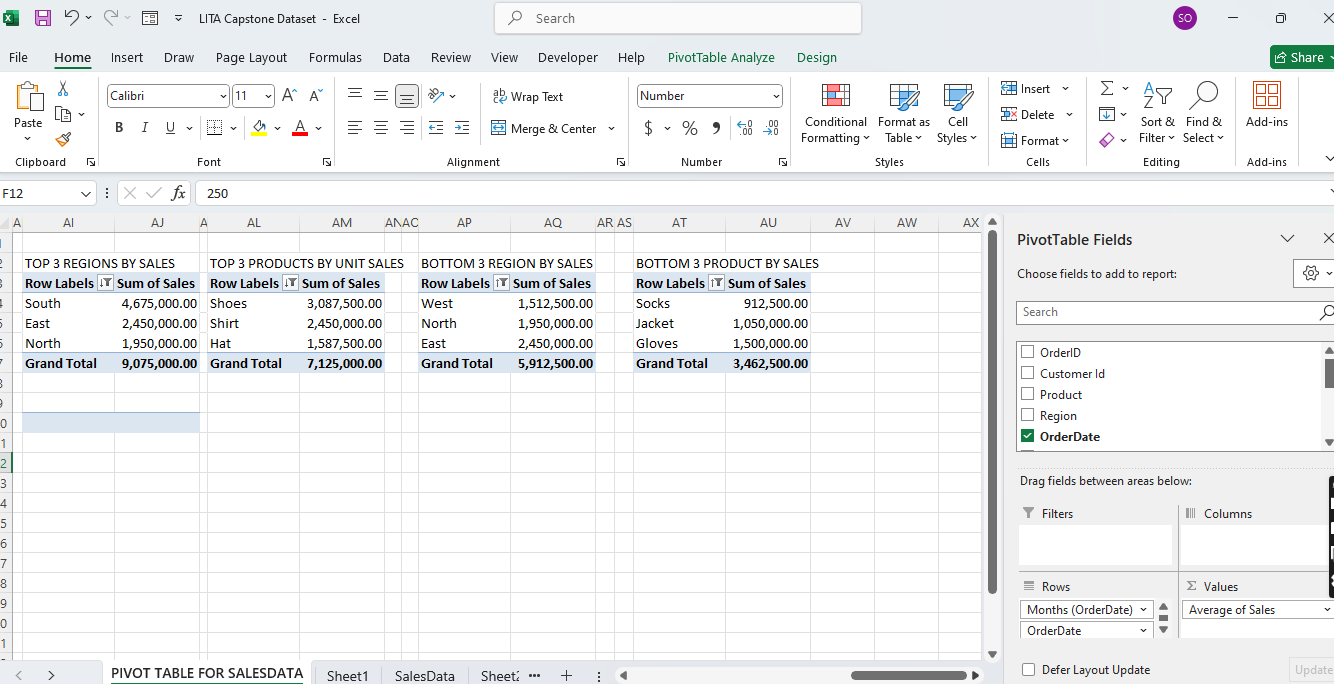 LITA Capstone Dataset - Excel
Search
SO
File Home Insert Draw Page Layout Formulas Data Review View Developer Help PivotTable Analyze Design Share
Paste
Clipboard
Calibri 11
A A
B I U A
Font
Wrap Text
Merge & Center
Alignment
Number
$ %
Number
Conditional Formatting
Format as Table
Cell Styles
Styles
Insert
Delete
Format
Cells
Sort & Filter
Find & Select
Editing
Add-ins
Add-ins
F12 fx 250
A AI AJ A AL AM AN AO AP AQ AR AS AT AU AV AW AX
TOP 3 REGIONS BY SALES TOP 3 PRODUCTS BY UNIT SALES BOTTOM 3 REGION BY SALES BOTTOM 3 PRODUCT BY SALES
Row Labels Sum of Sales Row Labels Sum of Sales Row Labels Sum of Sales Row Labels Sum of Sales
South 4,675,000.00 Shoes 3,087,500.00 West 1,512,500.00 Socks 912,500.00
East 2,450,000.00 Shirt 2,450,000.00 North 1,950,000.00 Jacket 1,050,000.00
North 1,950,000.00 Hat 1,587,500.00 East 2,450,000.00 Gloves 1,500,000.00
Grand Total 9,075,000.00 Grand Total 7,125,000.00 Grand Total 5,912,500.00 Grand Total 3,462,500.00
PivotTable Fields
Choose fields to add to report:
Search
OrderID
Customer Id
Product
Region
OrderDate
Drag fields between areas below:
Filters
Columns
Rows
Values
Months (OrderDate)
Average of Sales
OrderDate
Defer Layout Update
Update
PIVOT TABLE FOR SALESDATA Sheet1 SalesData Sheet2 ...